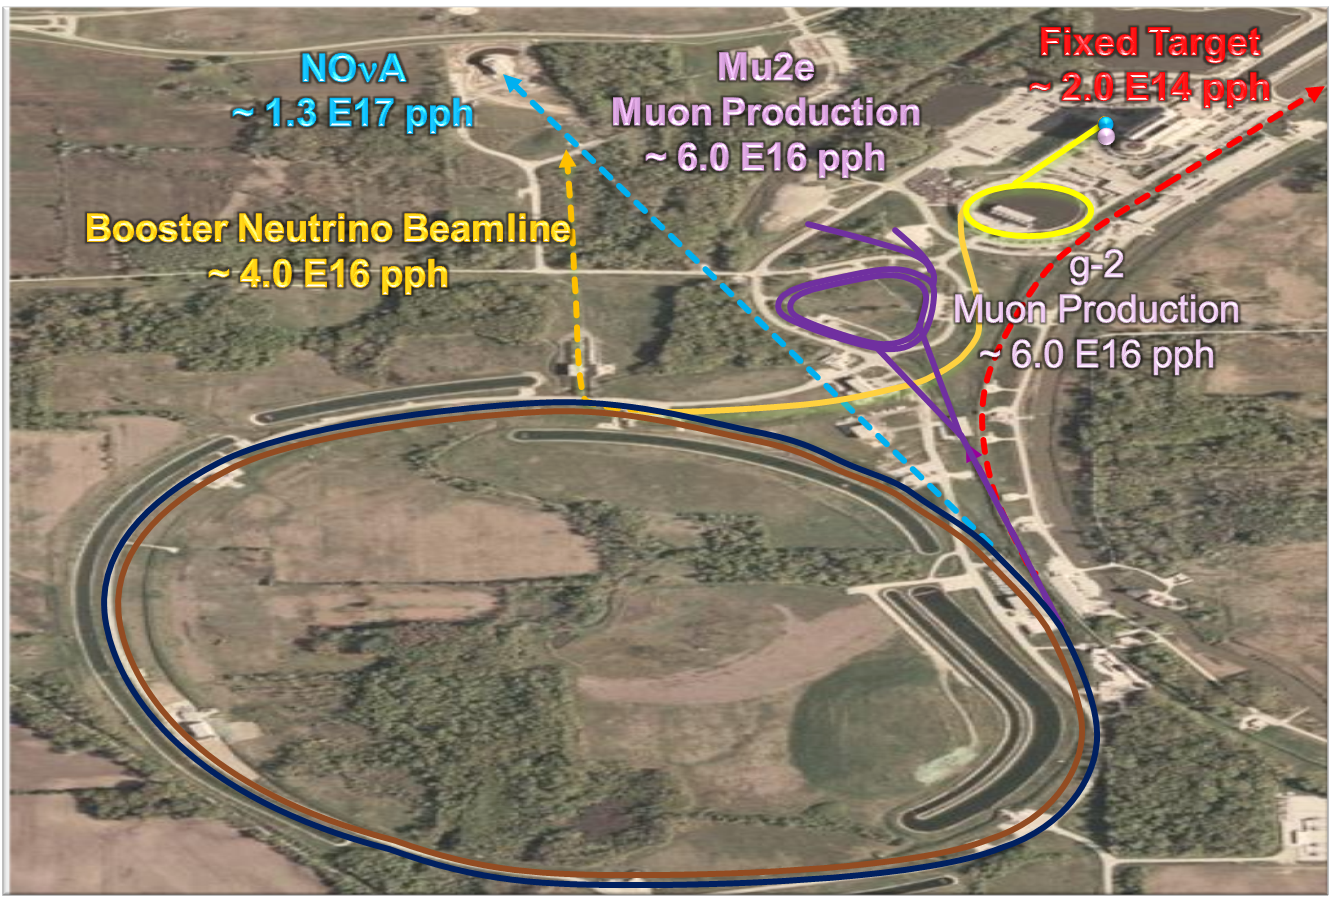 NOνA
~ 1.3 E17 pph
Mu2e
Muon Production
~ 6.0 E16 pph
Fixed Target
~ 2.0 E14 pph
Booster Neutrino Beamline
~ 4.0 E16 pph
g-2
Muon Production
~ 6.0 E16 pph